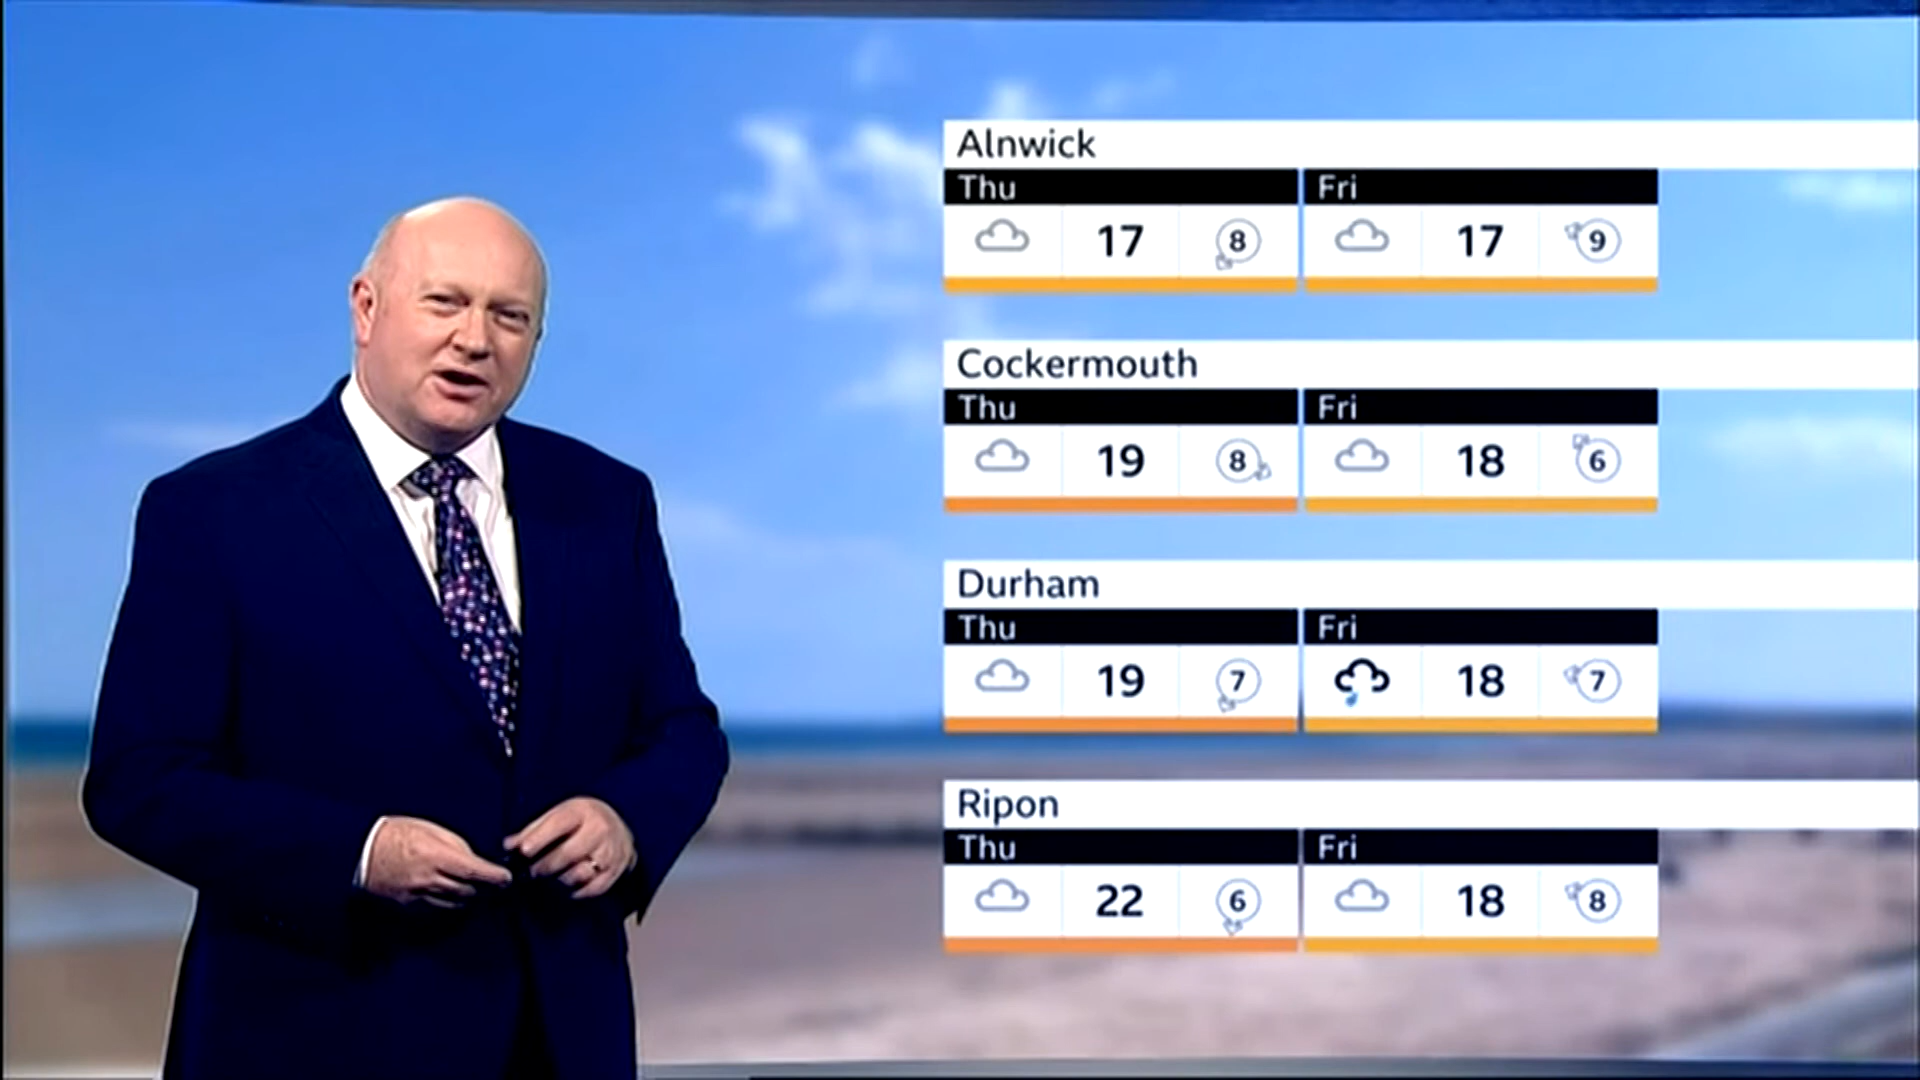 Alnwick
Thu Fri
17 8 17 9
Cockermouth
Thu Fri
19 8 18 6
Durham
Thu Fri
19 7 18 7
Ripon
Thu Fri
22 6 18 8